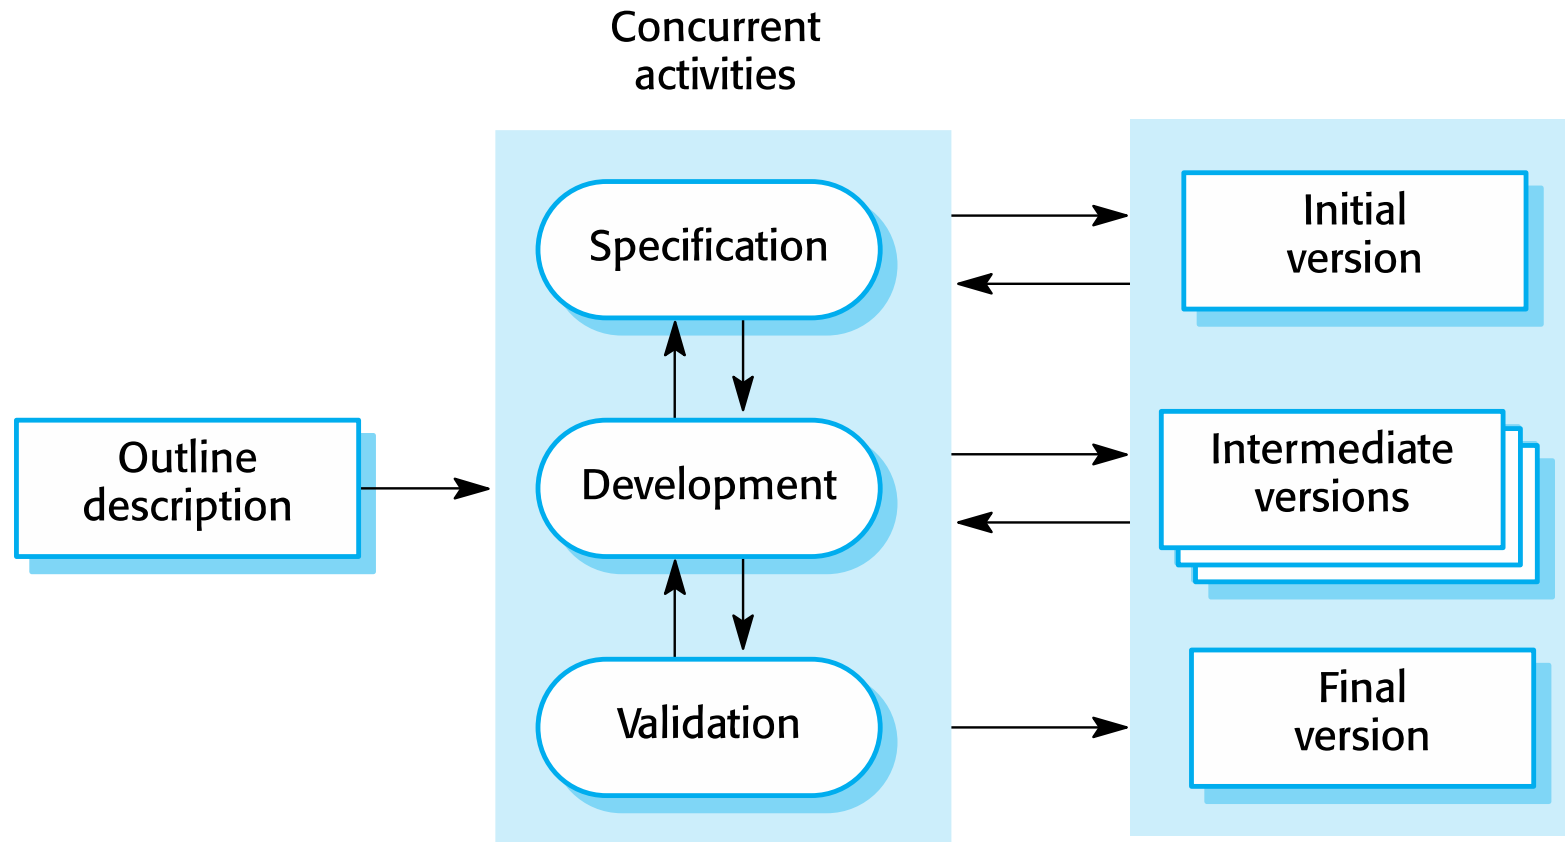 Concurrent
activities
Outline
description
Specification
Development
Validation
Initial
version
Intermediate
versions
Final
version